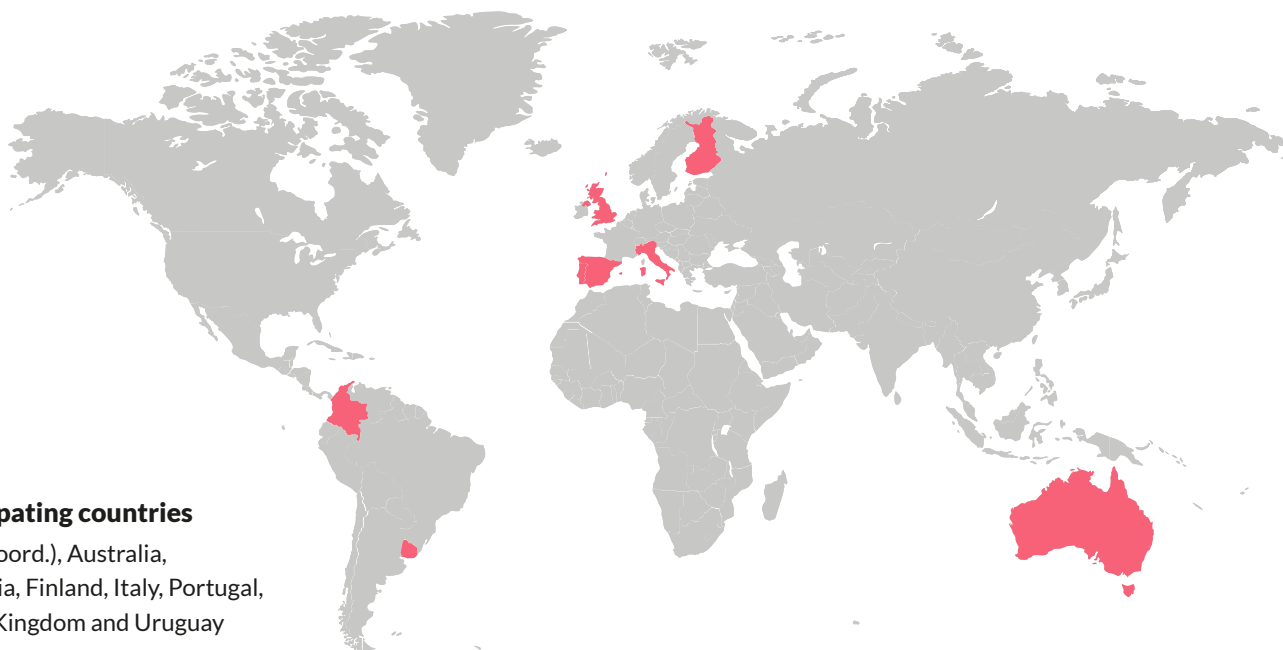 pating countries
oord.), Australia,
ia, Finland, Italy, Portugal,
Kingdom and Uruguay